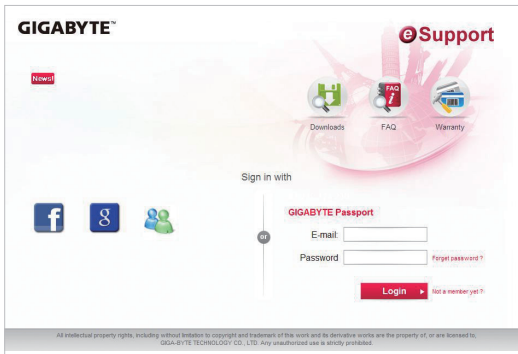 GIGABYTE™
eSupport
News!
FAQ
Downloads
FAQ
Warranty
Sign in with
8
or
GIGABYTE Passport
E-mail:
Password
Forget password ?
Login
Not a member yet ?
All intellectual property rights, including without limitation to copyright and trademark of this work and its derivative works are the property of, or are licensed to,
GIGA-BYTE TECHNOLOGY CO., LTD. Any unauthorized use is strictly prohibited.